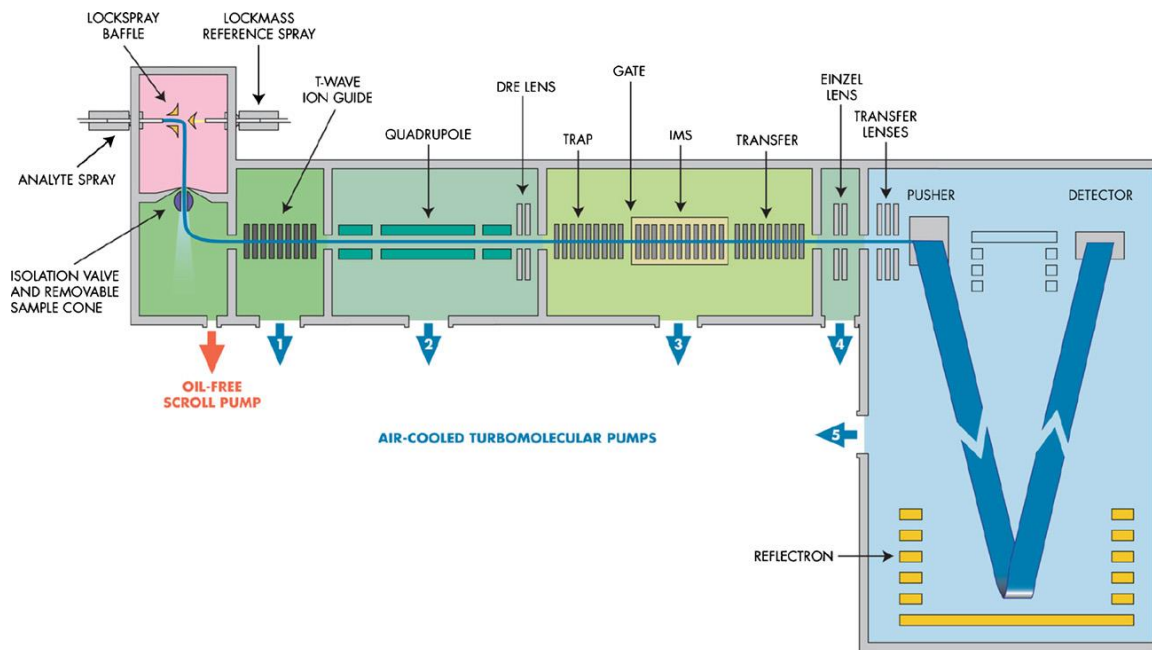 LOCKSPRAY
BAFFLE
LOCKMASS
REFERENCE SPRAY
T-WAVE
ION GUIDE
ANALYTE SPRAY
ISOLATION VALVE
AND REMOVABLE
SAMPLE CONE
QUADRUPOLE
DRE LENS
TRAP
GATE
IMS
TRANSFER
EINZEL
LENS
TRANSFER
LENSES
PUSHER
DETECTOR
1
2
3
4
OIL-FREE
SCROLL PUMP
AIR-COOLED TURBOMOLECULAR PUMPS
5
REFLECTRON